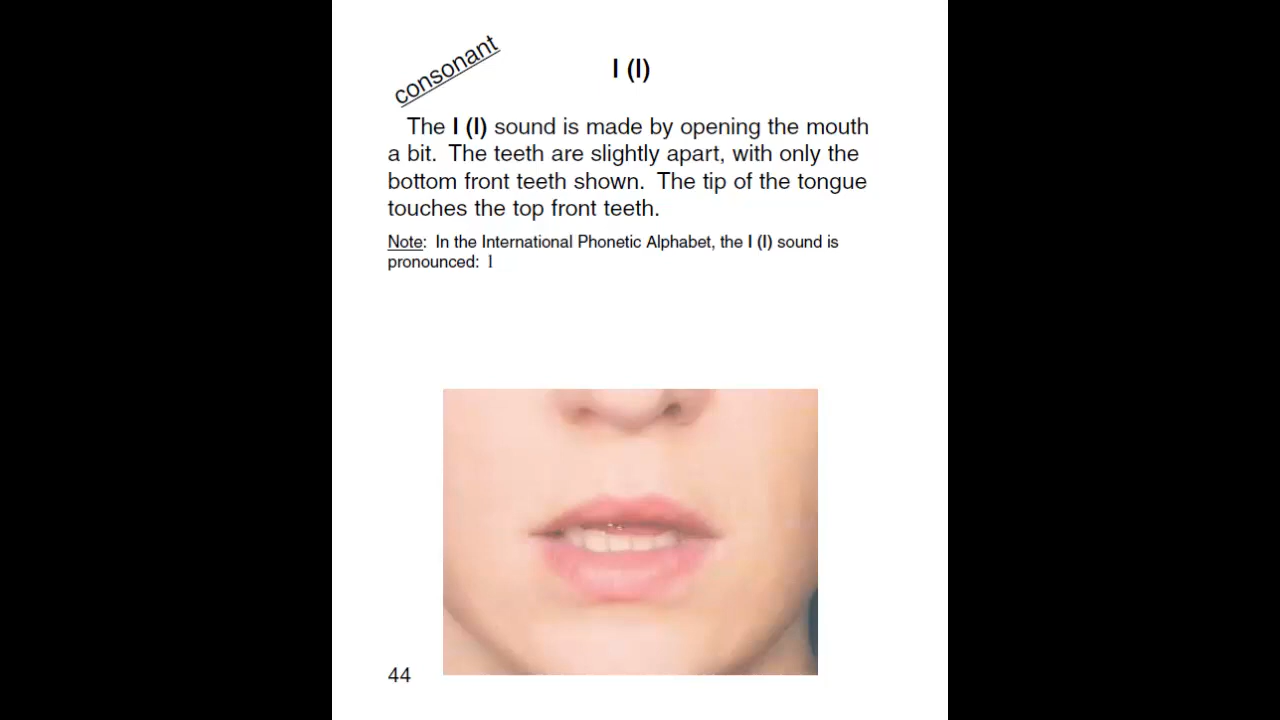 consonant
l (l)
The l (l) sound is made by opening the mouth
a bit. The teeth are slightly apart, with only the
bottom front teeth shown. The tip of the tongue
touches the top front teeth.
Note: In the International Phonetic Alphabet, the l (l) sound is
pronounced: l
44